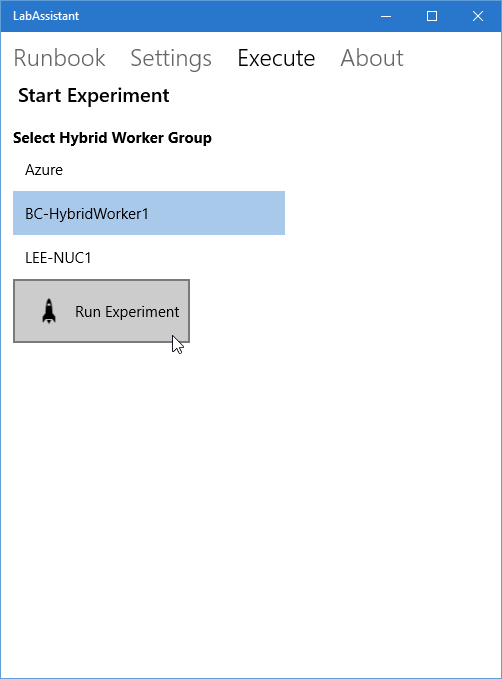 LabAssistant
Runbook Settings Execute About
Start Experiment
Select Hybrid Worker Group
Azure
BC-HybridWorker1
LEE-NUC1
Run Experiment